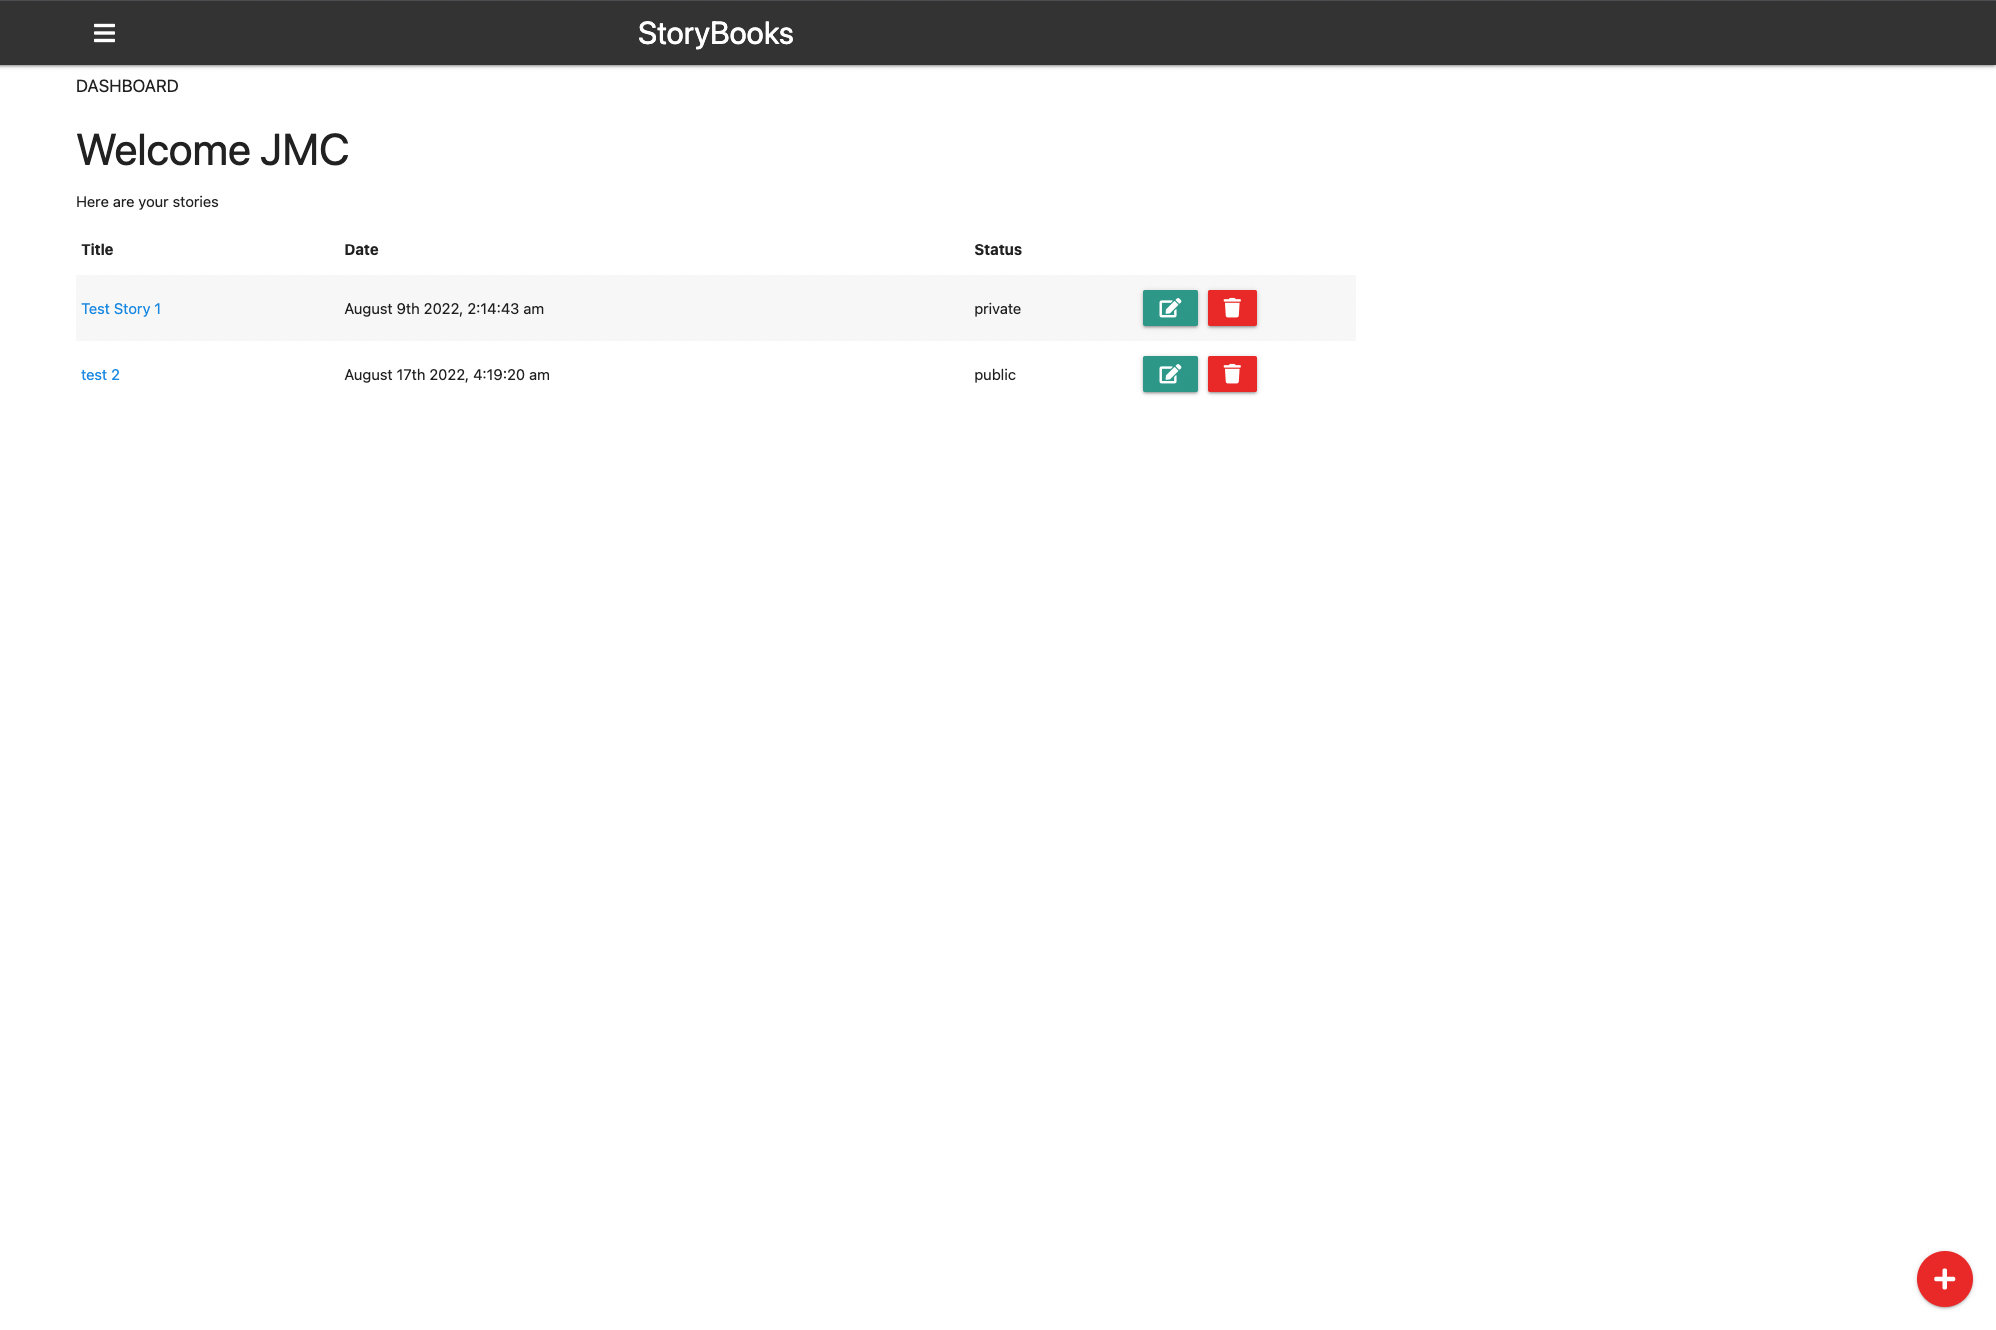 StoryBooks
DASHBOARD
Welcome JMC
Here are your stories
Title Date Status
Test Story 1 August 9th 2022, 2:14:43 am private
test 2 August 17th 2022, 4:19:20 am public